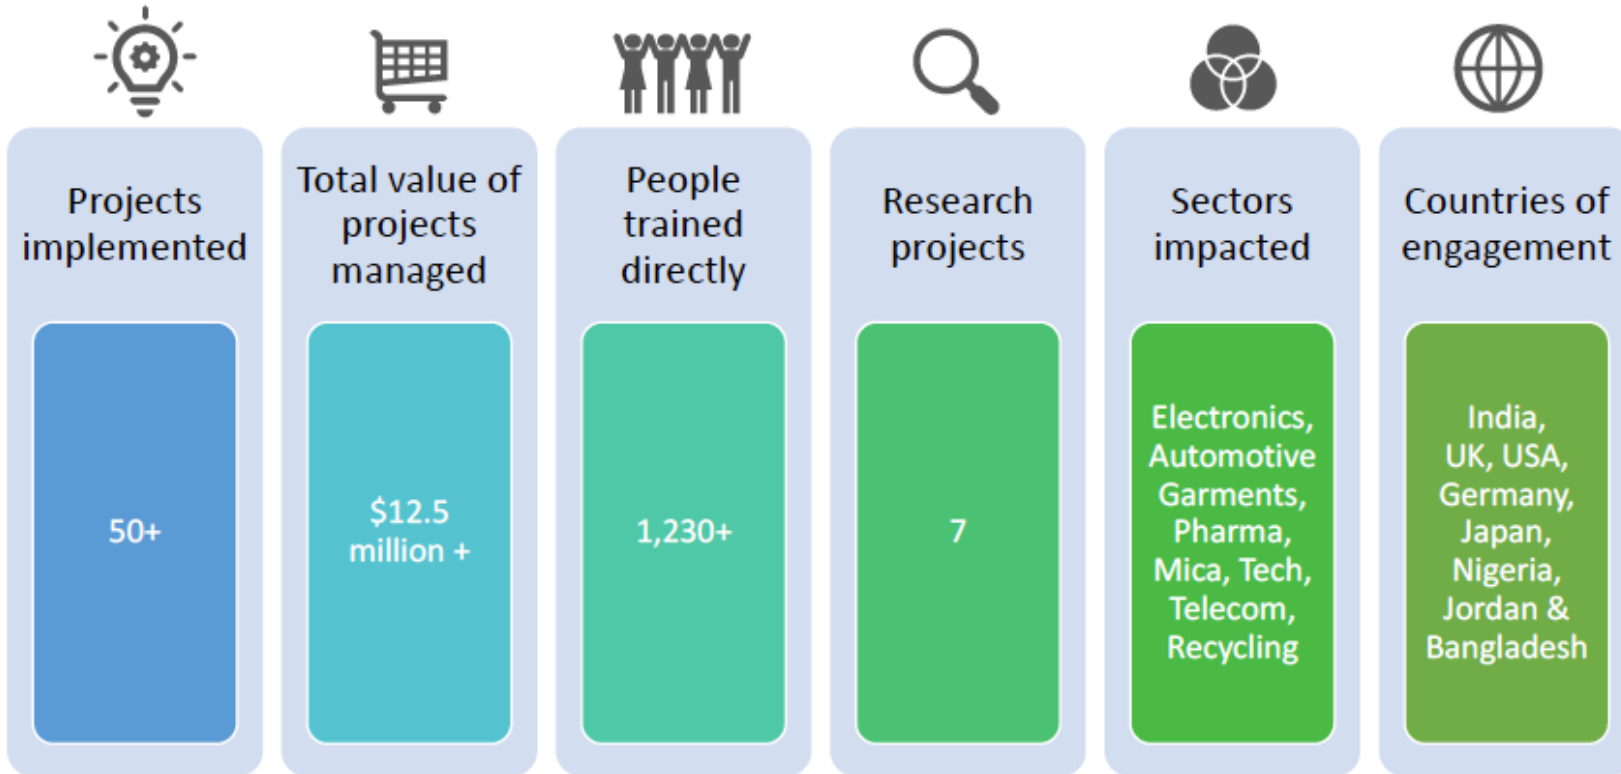 Projects
implemented
50+
Total value of
projects
managed
$12.5
million +
People
trained
directly
1,230+
Research
projects
7
Sectors
impacted
Electronics,
Automotive
Garments,
Pharma,
Mica, Tech,
Telecom,
Recycling
Countries of
engagement
India,
UK, USA,
Germany,
Japan,
Nigeria,
Jordan &
Bangladesh